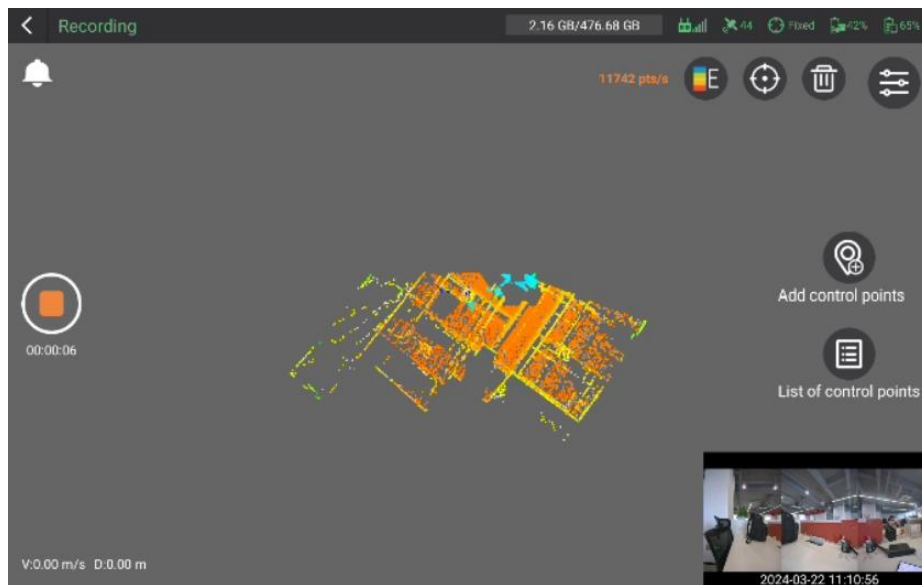 Recording
2.16 GB/476.68 GB
44
Fixed
42%
65%
11742 pts/s
E
Add control points
00:00:06
List of control points
V:0.00 m/s D:0.00 m
2024-03-22 11:10:56